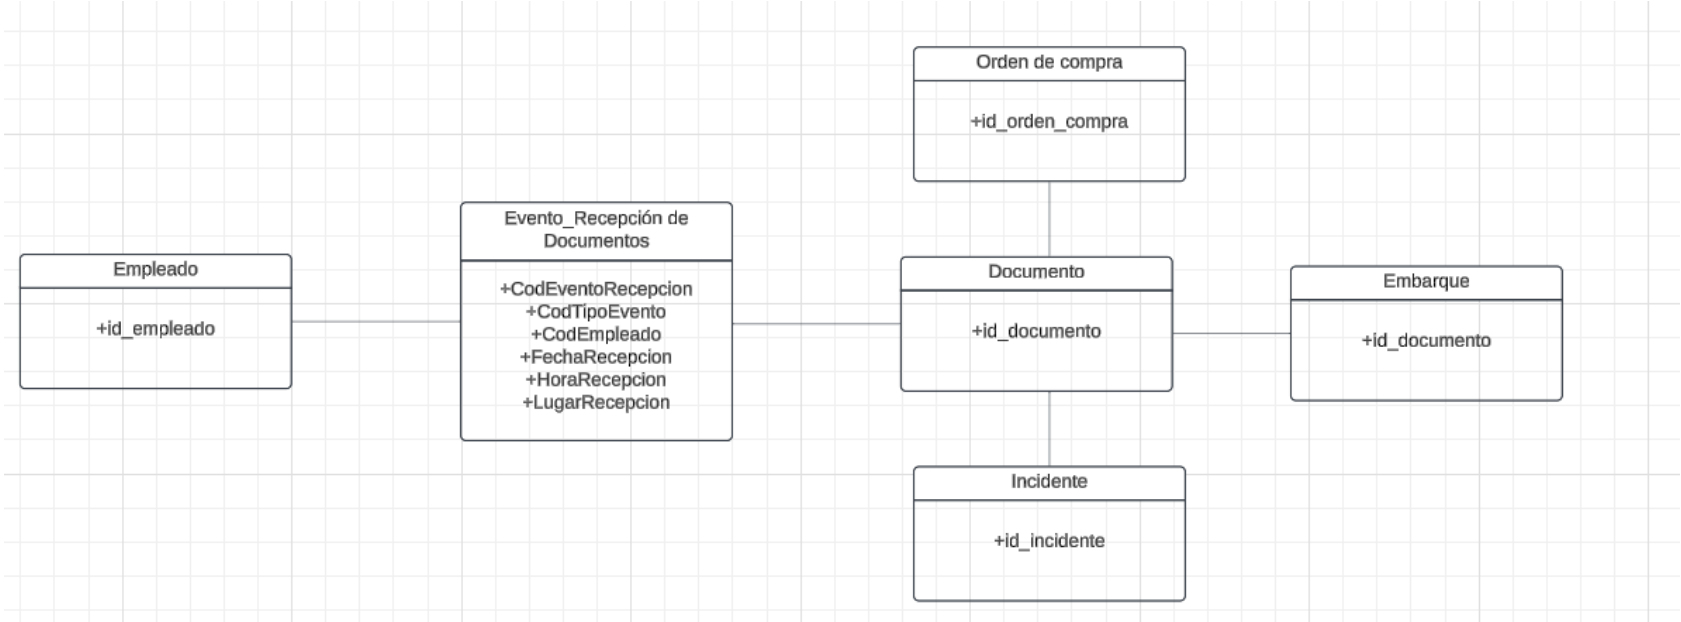 Orden de compra
+id_orden_compra
Evento_Recepción de
Documentos
+CodEventoRecepcion
+CodTipoEvento
+CodEmpleado
+FechaRecepcion
+HoraRecepcion
+LugarRecepcion
Empleado
+id_empleado
Documento
+id_documento
Embarque
+id_documento
Incidente
+id_incidente